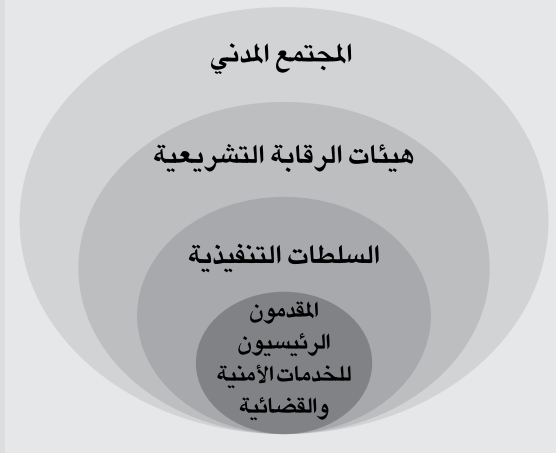 المجتمع المدني
هيئات الرقابة التشريعية
السلطات التنفيذية
المقدمون
الرئيسيون
للخدمات الأمنية
والقضائية